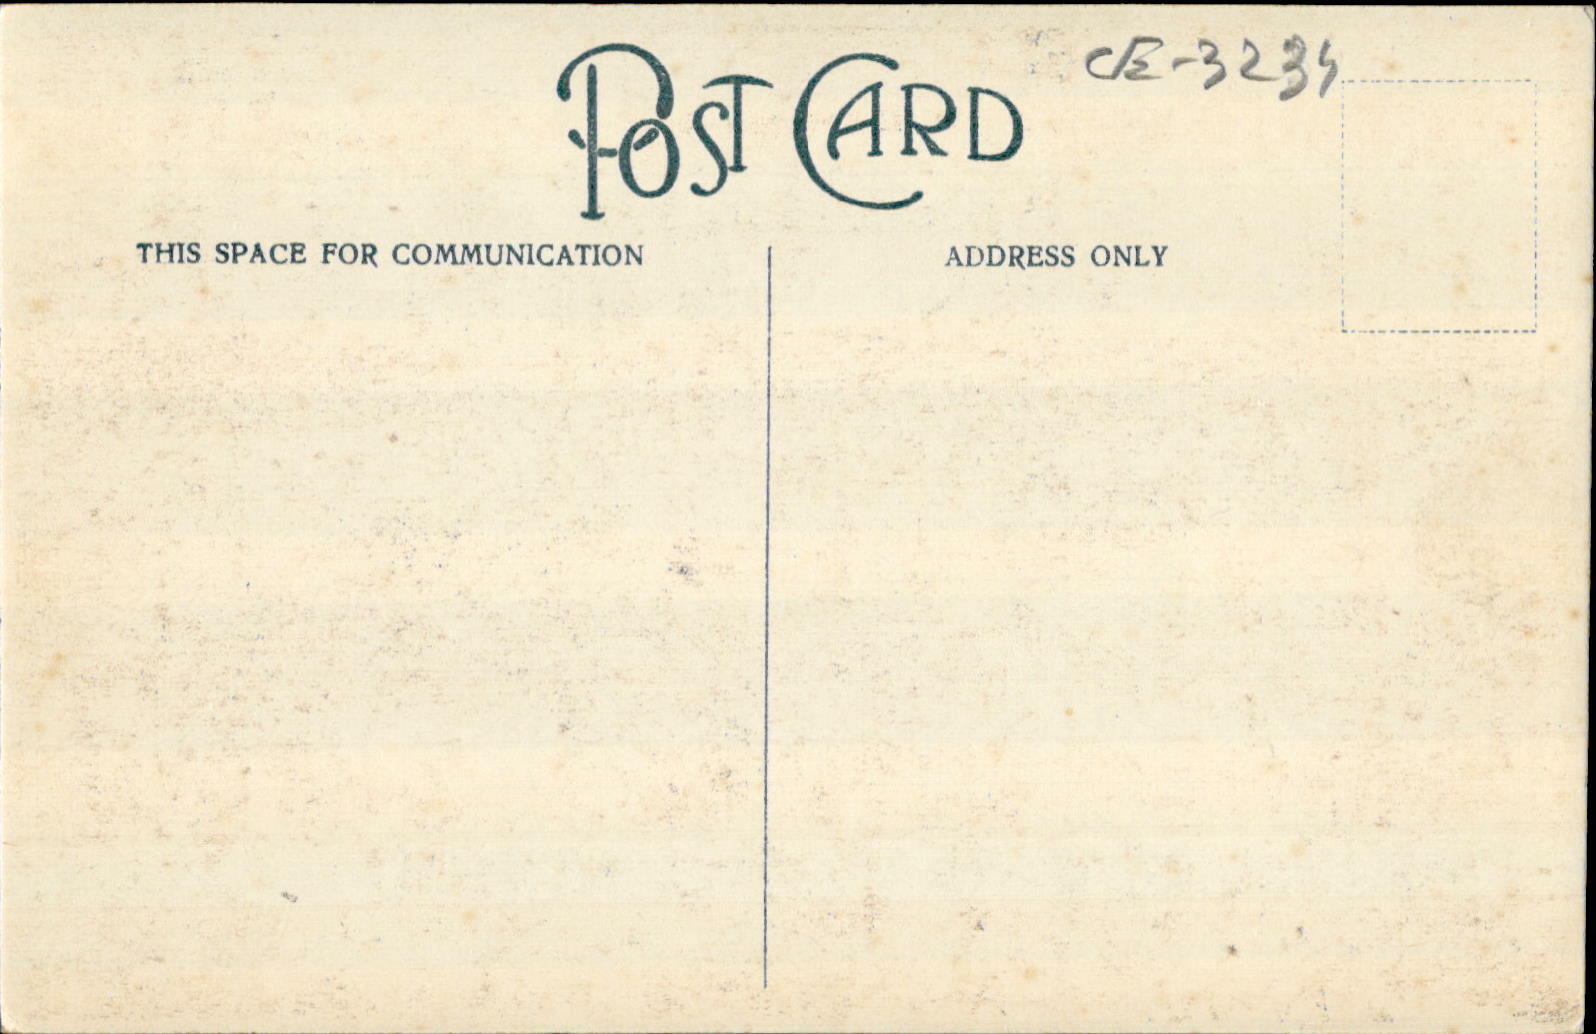 CE-3234
POST CARD
THIS SPACE FOR COMMUNICATION
ADDRESS ONLY